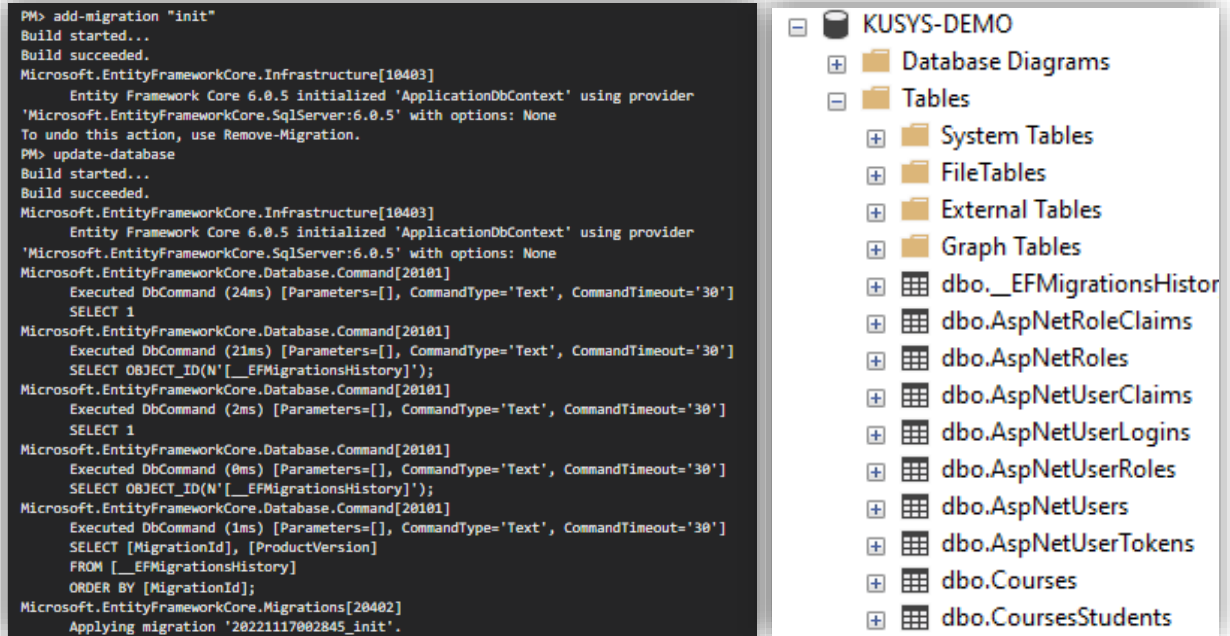 PM> add-migration "init"
Build started...
Build succeeded.
Microsoft.EntityFrameworkCore.Infrastructure[10403]
Entity Framework Core 6.0.5 initialized 'ApplicationDbContext' using provider
'Microsoft.EntityFrameworkCore.SqlServer:6.0.5' with options: None
To undo this action, use Remove-Migration.
PM> update-database
Build started...
Build succeeded.
Microsoft.EntityFrameworkCore.Infrastructure[10403]
Entity Framework Core 6.0.5 initialized 'ApplicationDbContext' using provider
'Microsoft.EntityFrameworkCore.SqlServer:6.0.5' with options: None
Microsoft.EntityFrameworkCore.Database.Command[20101]
Executed DbCommand (24ms) [Parameters=[], CommandType='Text', CommandTimeout='30']
SELECT 1
Microsoft.EntityFrameworkCore.Database.Command[20101]
Executed DbCommand (21ms) [Parameters=[], CommandType='Text', CommandTimeout='30']
SELECT OBJECT_ID(N'[__EFMigrationsHistory]');
Microsoft.EntityFrameworkCore.Database.Command[20101]
Executed DbCommand (2ms) [Parameters=[], CommandType='Text', CommandTimeout='30']
SELECT 1
Microsoft.EntityFrameworkCore.Database.Command[20101]
Executed DbCommand (0ms) [Parameters=[], CommandType='Text', CommandTimeout='30']
SELECT OBJECT_ID(N'[__EFMigrationsHistory]');
Microsoft.EntityFrameworkCore.Database.Command[20101]
Executed DbCommand (1ms) [Parameters=[], CommandType='Text', CommandTimeout='30']
SELECT [MigrationId], [ProductVersion]
FROM [__EFMigrationsHistory]
ORDER BY [MigrationId];
Microsoft.EntityFrameworkCore.Migrations[20402]
Applying migration '20221117002845_init'.
KUSYS-DEMO
Database Diagrams
Tables
System Tables
FileTables
External Tables
Graph Tables
dbo.__EFMigrationsHistor
dbo.AspNetRoleClaims
dbo.AspNetRoles
dbo.AspNetUserClaims
dbo.AspNetUserLogins
dbo.AspNetUserRoles
dbo.AspNetUsers
dbo.AspNetUserTokens
dbo.Courses
dbo.CoursesStudents